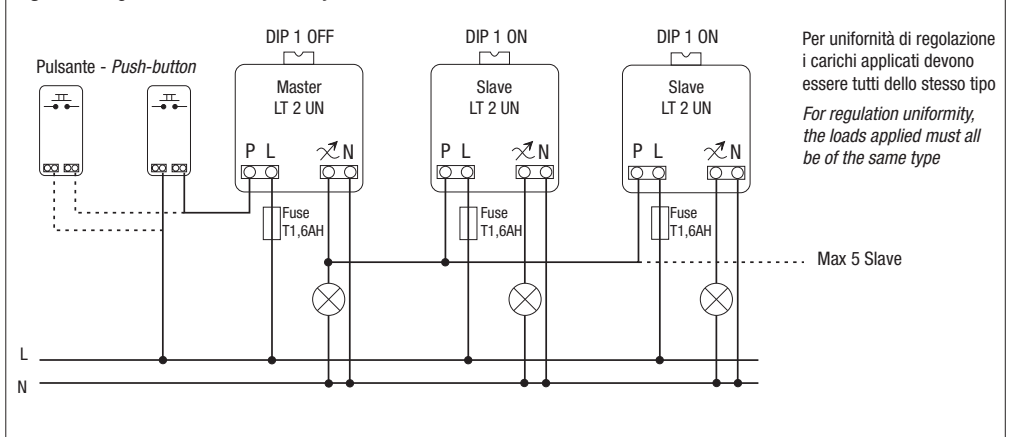 DIP 1 OFF
DIP 1 ON
DIP 1 ON
Pulsante - Push-button
Master
LT 2 UN
Slave
LT 2 UN
Slave
LT 2 UN
Per unifornità di regolazione
i carichi applicati devono
essere tutti dello stesso tipo
For regulation uniformity,
the loads applied must all
be of the same type
P L N
P L N
P L N
Fuse
T1,6AH
Fuse
T1,6AH
Fuse
T1,6AH
Max 5 Slave
L
N